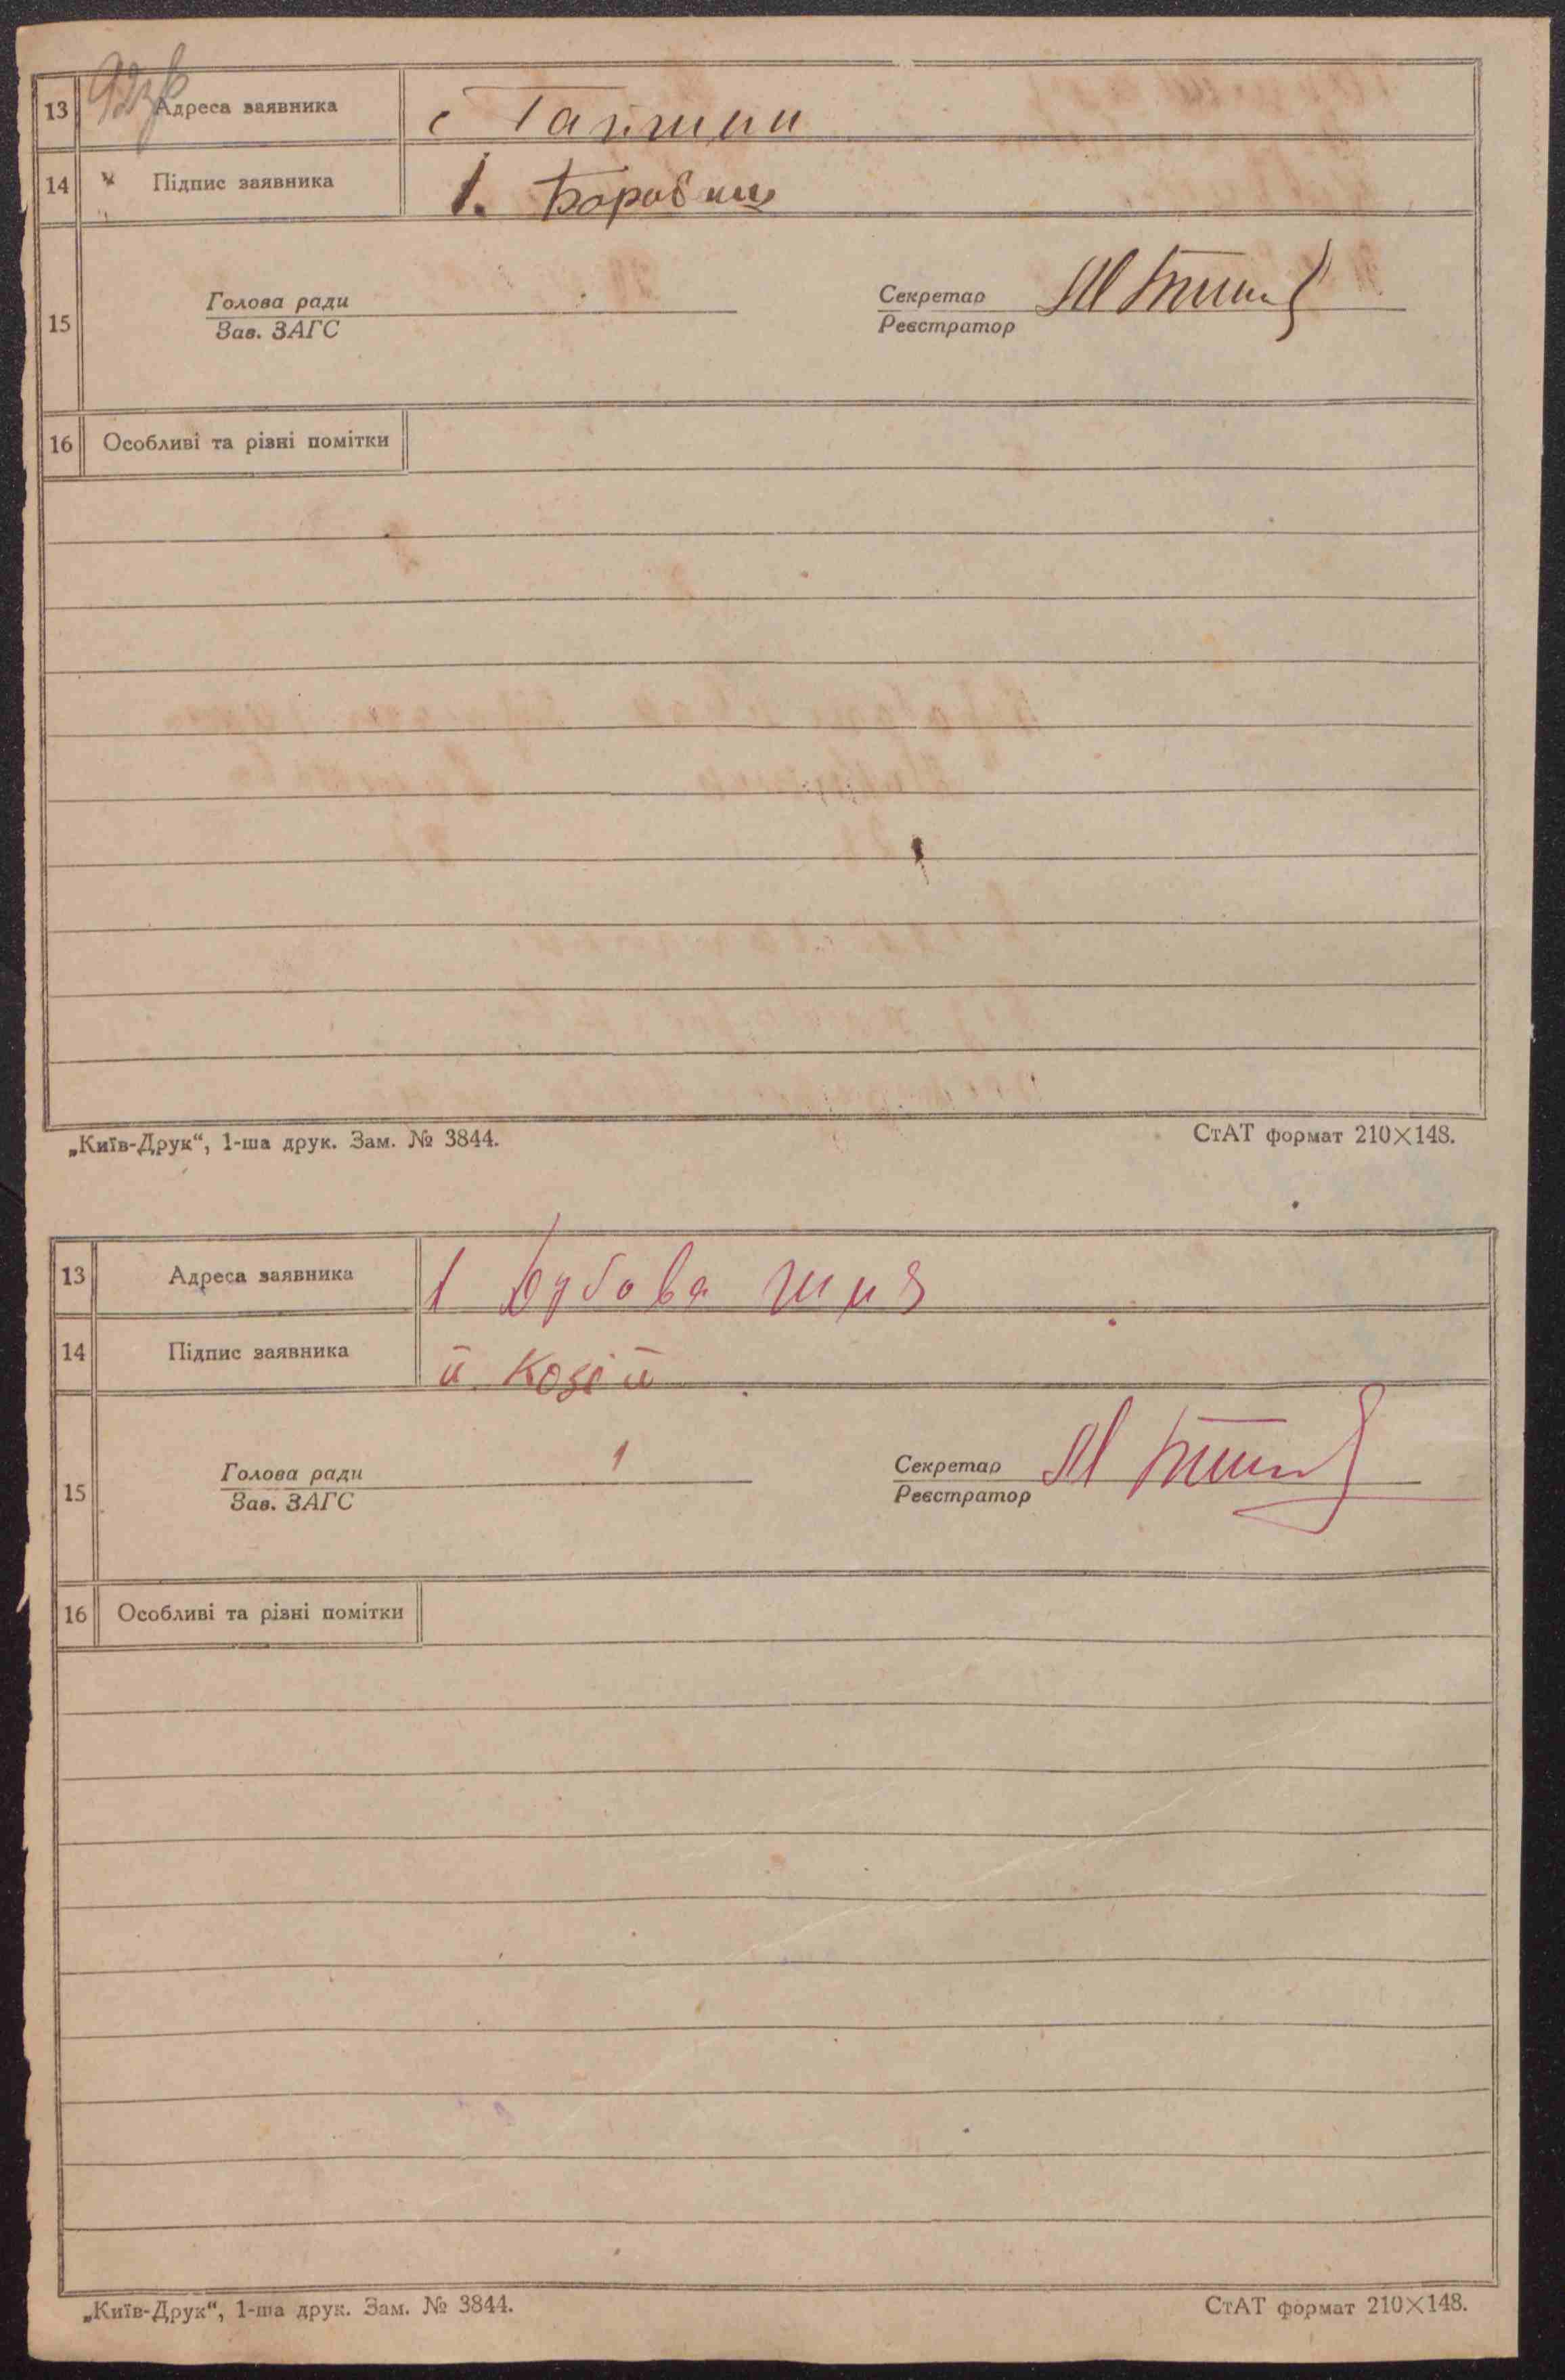 13 Адреса заявника с Гайшин
14 Підпис заявника І. Боровик
15 Голова ради Секретар
Зав. ЗАГС Реєстратор
16 Особливі та різні помітки
„Київ-Друк“, 1-ша друк. Зам. № 3844. СтАТ формат 210×148.
13 Адреса заявника Дубова
14 Підпис заявника Козій
15 Голова ради Секретар
Зав. ЗАГС Реєстратор
16 Особливі та різні помітки
„Київ-Друк“, 1-ша друк. Зам. № 3844. СтАТ формат 210×148.